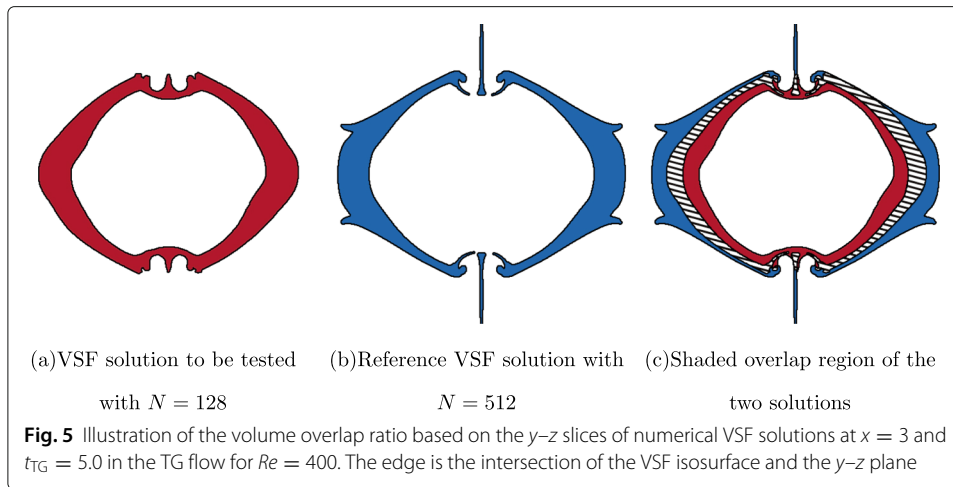 (a)VSF solution to be tested (b)Reference VSF solution with (c)Shaded overlap region of the
with N = 128 N = 512 two solutions
Fig. 5 Illustration of the volume overlap ratio based on the y–z slices of numerical VSF solutions at x = 3 and
t_TG = 5.0 in the TG flow for Re = 400. The edge is the intersection of the VSF isosurface and the y–z plane